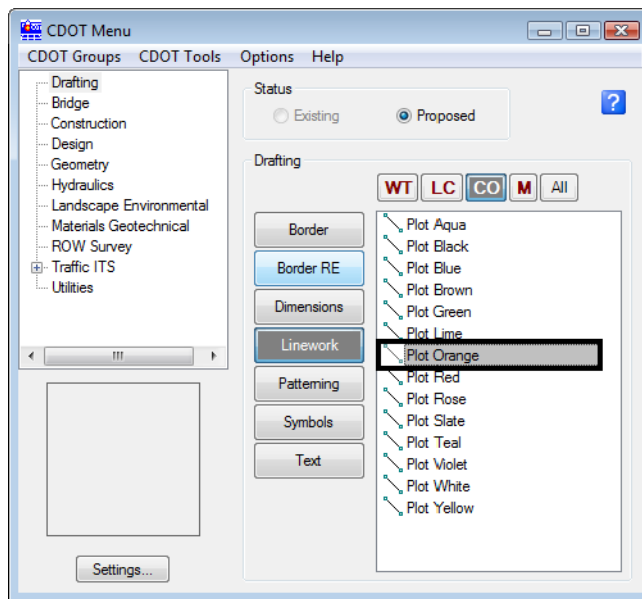 CDOT Menu
CDOT Groups CDOT Tools Options Help
Drafting
Bridge
Construction
Design
Geometry
Hydraulics
Landscape Environmental
Materials Geotechnical
ROW Survey
Traffic ITS
Utilities
Status
Existing
Proposed
?
Drafting
WT LC CO M All
Border
Border RE
Dimensions
Linework
Patterning
Symbols
Text
Plot Aqua
Plot Black
Plot Blue
Plot Brown
Plot Green
Plot Lime
Plot Orange
Plot Red
Plot Rose
Plot Slate
Plot Teal
Plot Violet
Plot White
Plot Yellow
Settings...